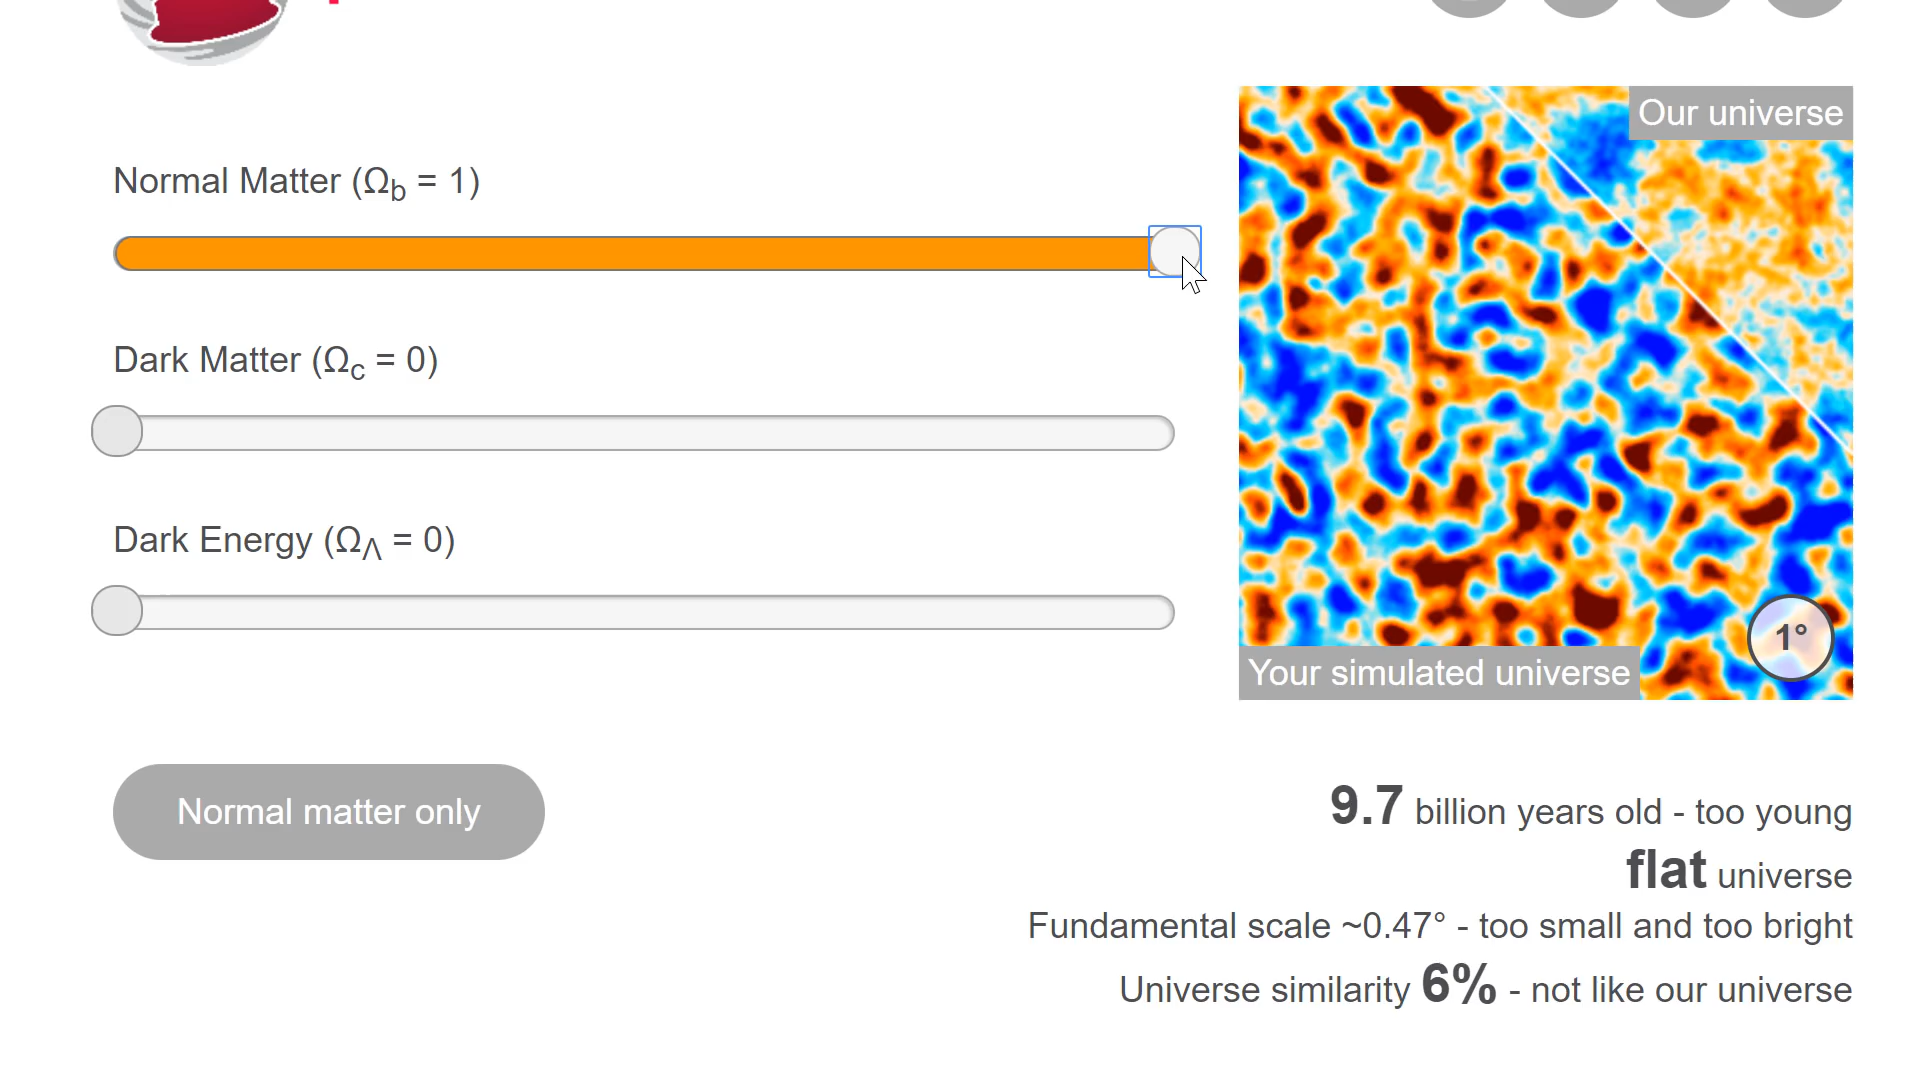 Our universe
Normal Matter (Ωb = 1)
Dark Matter (Ωc = 0)
Dark Energy (ΩΛ = 0)
1°
Your simulated universe
Normal matter only
9.7 billion years old - too young
flat universe
Fundamental scale ~0.47° - too small and too bright
Universe similarity 6% - not like our universe